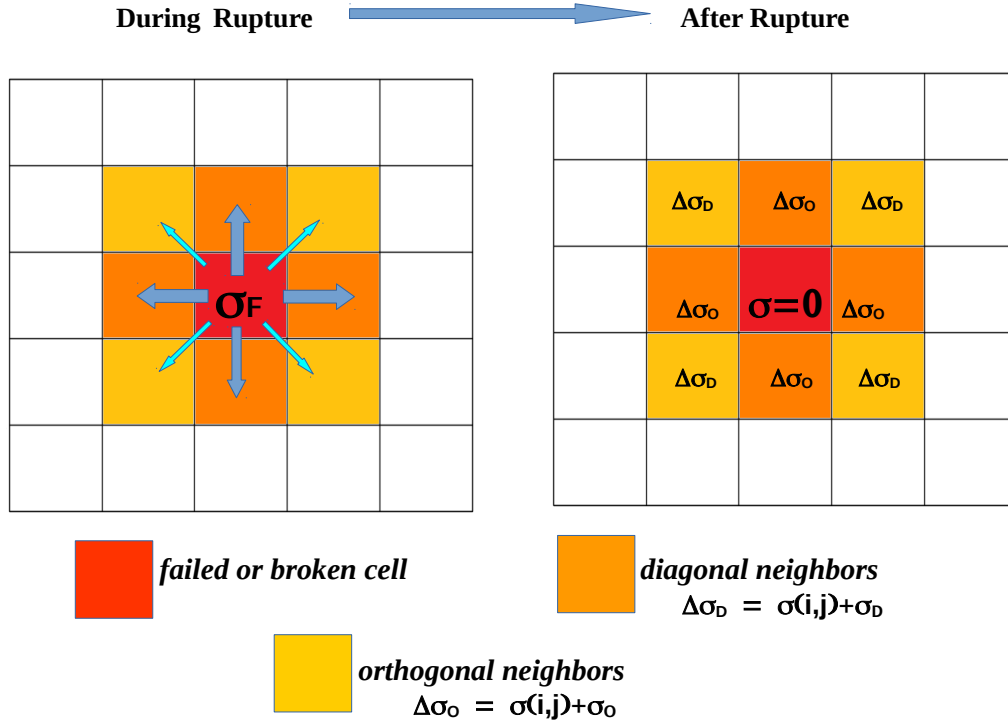 During Rupture
After Rupture
σF
ΔσD ΔσO ΔσD
ΔσO σ=0 ΔσO
ΔσD ΔσO ΔσD
failed or broken cell
diagonal neighbors
ΔσD = σ(i,j)+σD
orthogonal neighbors
ΔσO = σ(i,j)+σO